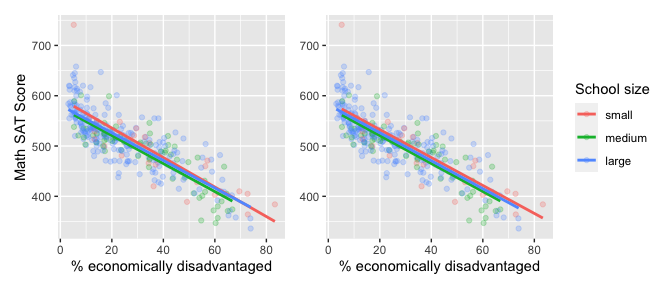 Math SAT Score
700
600
500
400
0 20 40 60 80
% economically disadvantaged
700
600
500
400
0 20 40 60 80
% economically disadvantaged
School size
small
medium
large